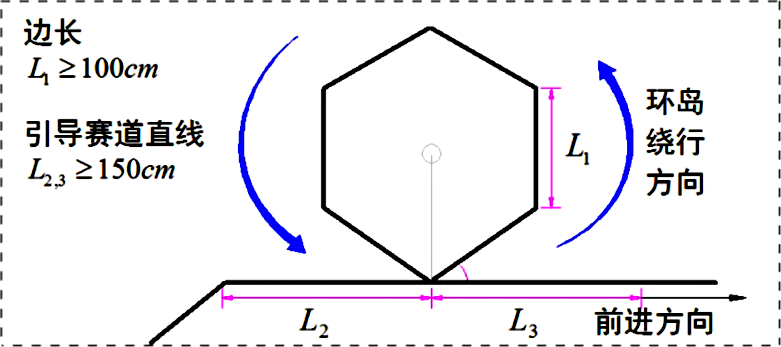 边长
L₁ ≥ 100cm
引导赛道直线
L₂,₃ ≥ 150cm
L₁
环岛
绕行
方向
L₂
L₃
前进方向